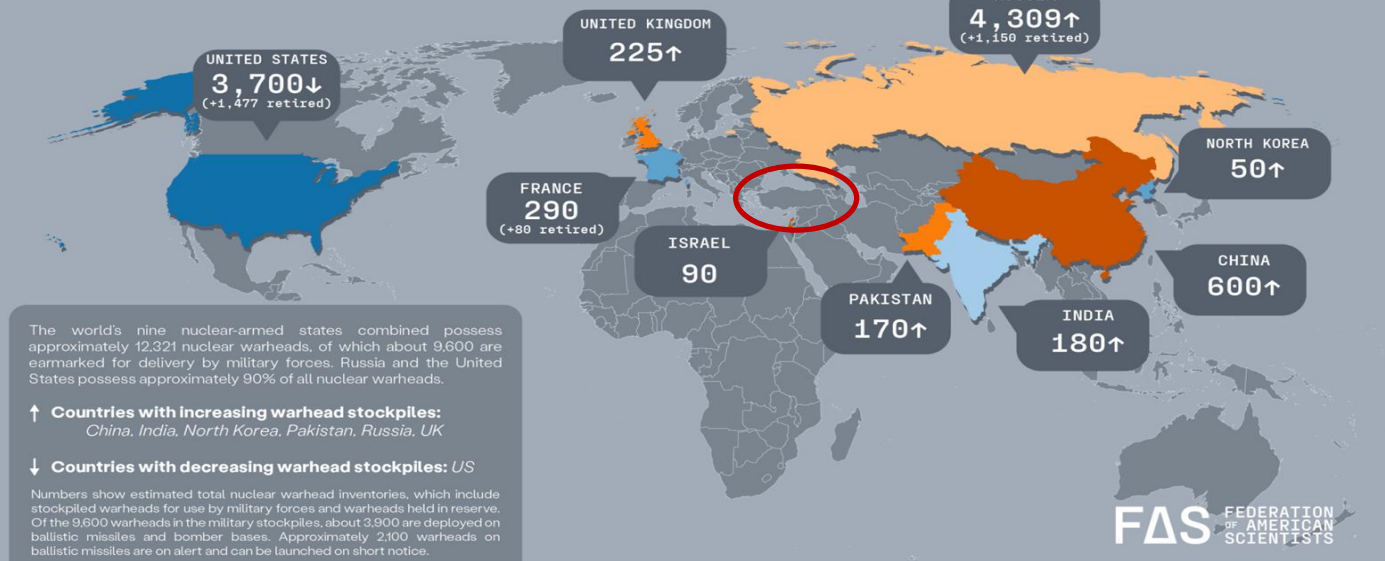 UNITED KINGDOM
225↑
4,309↑
(+1,150 retired)
UNITED STATES
3,700↓
(+1,477 retired)
NORTH KOREA
50↑
FRANCE
290
(+80 retired)
ISRAEL
90
CHINA
600↑
PAKISTAN
170↑
INDIA
180↑
The world's nine nuclear-armed states combined possess
approximately 12,321 nuclear warheads, of which about 9,600 are
earmarked for delivery by military forces. Russia and the United
States possess approximately 90% of all nuclear warheads.
↑ Countries with increasing warhead stockpiles:
China, India, North Korea, Pakistan, Russia, UK
↓ Countries with decreasing warhead stockpiles: US
Numbers show estimated total nuclear warhead inventories, which include
stockpiled warheads for use by military forces and warheads held in reserve.
Of the 9,600 warheads in the military stockpiles, about 3,900 are deployed on
ballistic missiles and bomber bases. Approximately 2,100 warheads on
ballistic missiles are on alert and can be launched on short notice.
FAS FEDERATION
OF AMERICAN
SCIENTISTS